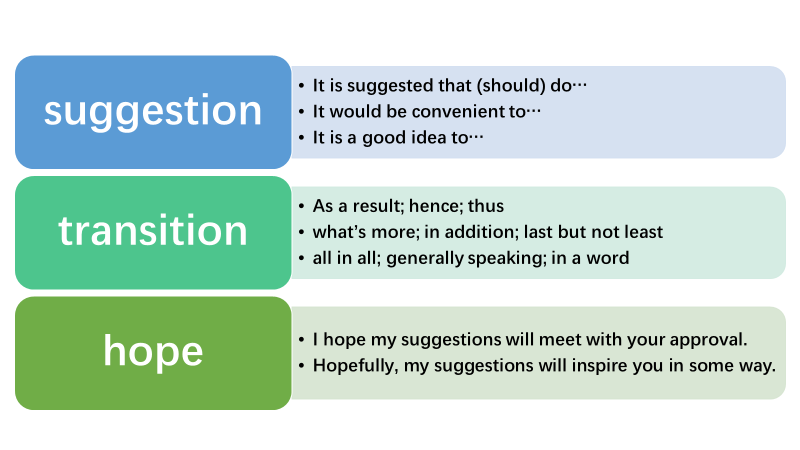 suggestion
• It is suggested that (should) do…
• It would be convenient to…
• It is a good idea to…
transition
• As a result; hence; thus
• what's more; in addition; last but not least
• all in all; generally speaking; in a word
hope
• I hope my suggestions will meet with your approval.
• Hopefully, my suggestions will inspire you in some way.